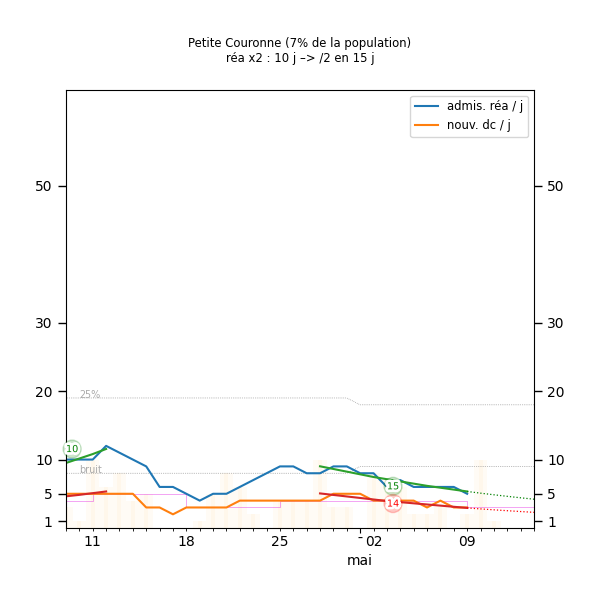 Petite Couronne (7% de la population)
réa x2 : 10 j –> /2 en 15 j
admis. réa / j
nouv. dc / j
50 50
30 30
25%
20 20
10
bruit
10 10
15
5 5
14
1 1
11 18 25 02 09
mai